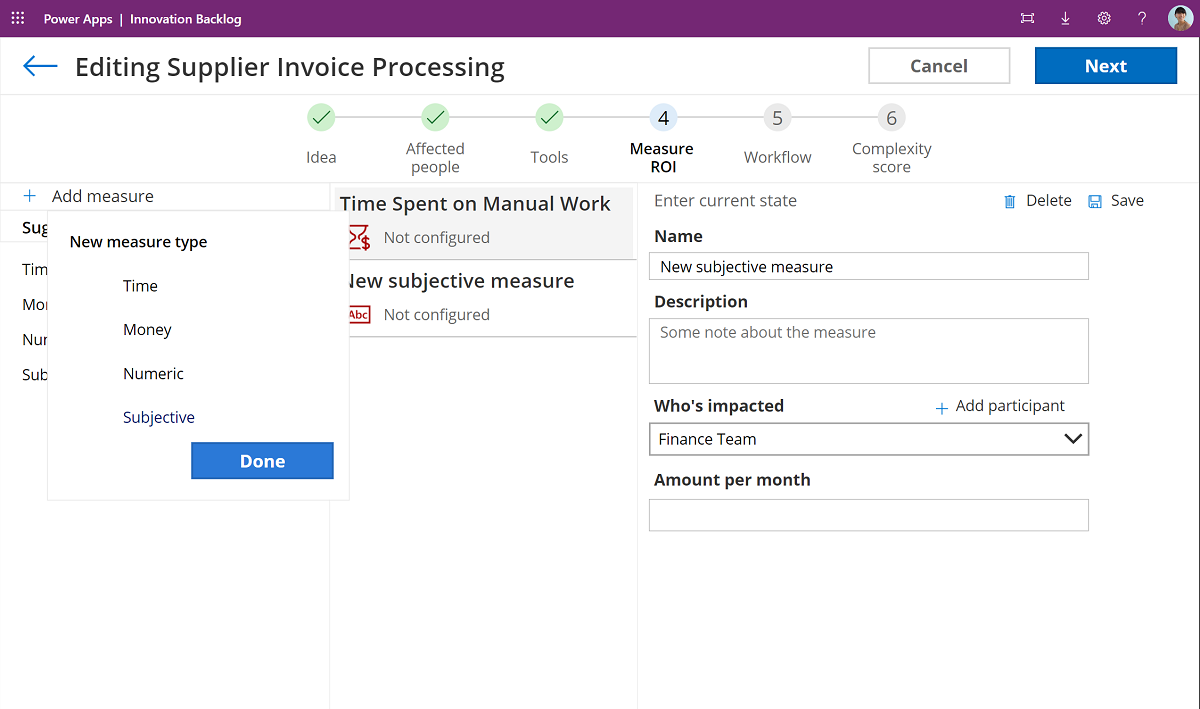 Power Apps | Innovation Backlog
?
Editing Supplier Invoice Processing
Cancel
Next
4
5
6
Idea
Affected
people
Tools
Measure
ROI
Workflow
Complexity
score
+ Add measure
Sug
Tim
Mon
Num
Sub
New measure type
Time
Money
Numeric
Subjective
Done
Time Spent on Manual Work
$
Not configured
New subjective measure
Abc
Not configured
Enter current state
Delete
Save
Name
New subjective measure
Description
Some note about the measure
Who's impacted
+ Add participant
Finance Team
Amount per month